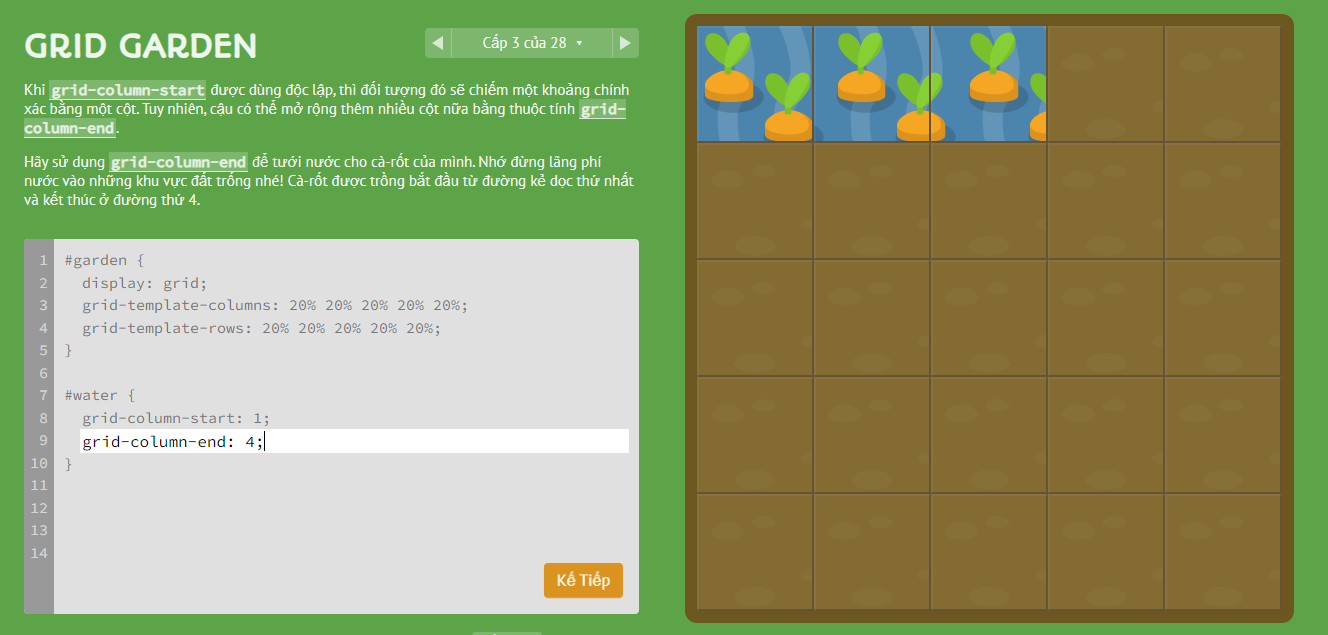 GRID GARDEN
Cấp 3 của 28
Khi grid-column-start được dùng độc lập, thì đối tượng đó sẽ chiếm một khoảng chính
xác bằng một cột. Tuy nhiên, cậu có thể mở rộng thêm nhiều cột nữa bằng thuộc tính grid-
column-end.
Hãy sử dụng grid-column-end để tưới nước cho cà-rốt của mình. Nhớ đừng lãng phí
nước vào những khu vực đất trống nhé! Cà-rốt được trồng bắt đầu từ đường kẻ dọc thứ nhất
và kết thúc ở đường thứ 4.
1 #garden {
2 display: grid;
3 grid-template-columns: 20% 20% 20% 20% 20%;
4 grid-template-rows: 20% 20% 20% 20% 20%;
5 }
6
7 #water {
8 grid-column-start: 1;
9 grid-column-end: 4;
10 }
11
12
13
14
Kế Tiếp